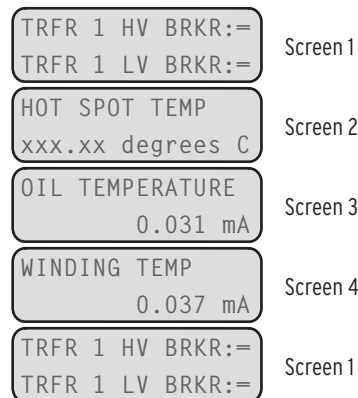 TRFR 1 HV BRKR:=
TRFR 1 LV BRKR:=
Screen 1
HOT SPOT TEMP
xxx.xx degrees C
Screen 2
OIL TEMPERATURE
0.031 mA
Screen 3
WINDING TEMP
0.037 mA
Screen 4
TRFR 1 HV BRKR:=
TRFR 1 LV BRKR:=
Screen 1